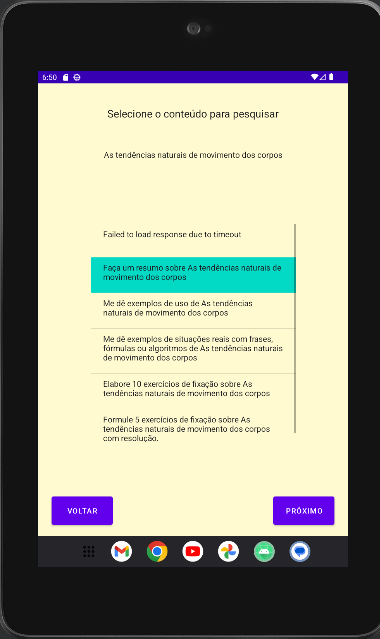 6:50
Selecione o conteúdo para pesquisar
As tendências naturais de movimento dos corpos
Failed to load response due to timeout
Faça um resumo sobre As tendências naturais de
movimento dos corpos
Me dê exemplos de uso de As tendências
naturais de movimento dos corpos
Me dê exemplos de situações reais com frases,
fórmulas ou algoritmos de As tendências naturais
de movimento dos corpos
Elabore 10 exercícios de fixação sobre As
tendências naturais de movimento dos corpos
Formule 5 exercícios de fixação sobre As
tendências naturais de movimento dos corpos
com resolução.
VOLTAR
PRÓXIMO